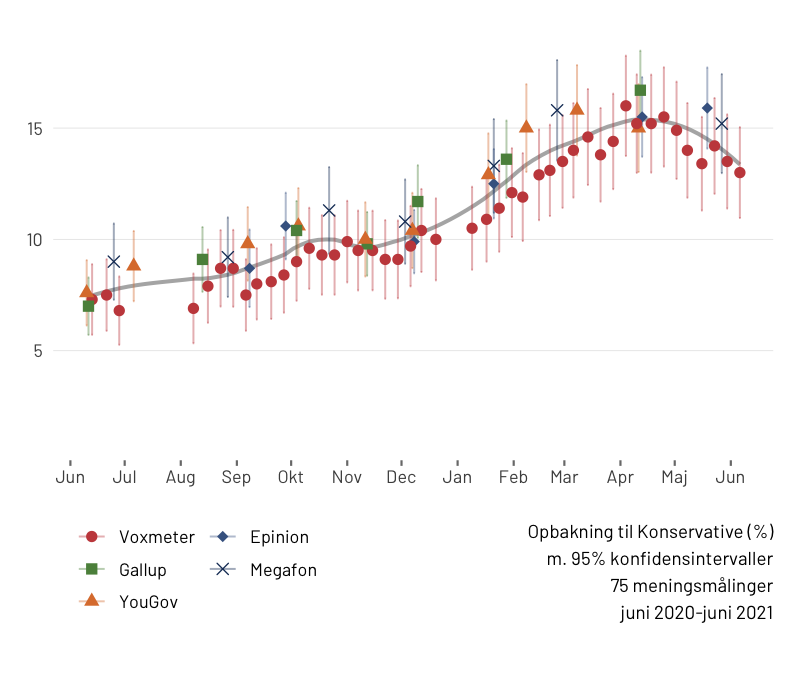 15
10
5
Jun Jul Aug Sep Okt Nov Dec Jan Feb Mar Apr Maj Jun
Voxmeter Epinion
Gallup Megafon
YouGov
Opbakning til Konservative (%)
m. 95% konfidensintervaller
75 meningsmålinger
juni 2020-juni 2021